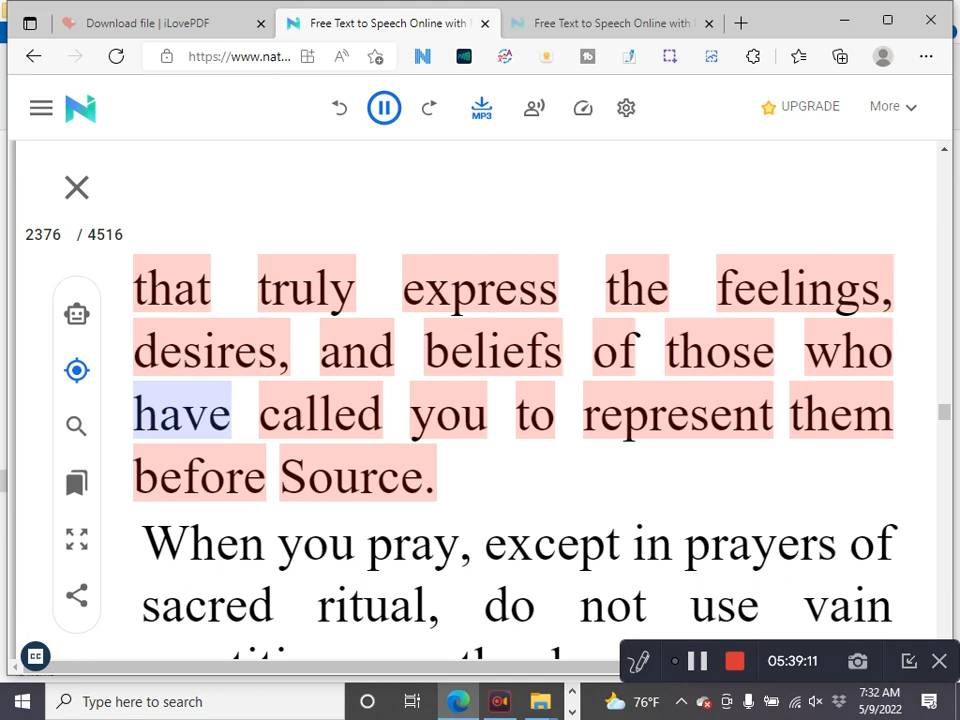 Download file | iLovePDF
Free Text to Speech Online with
Free Text to Speech Online with
https://www.nat...
MP3
UPGRADE
More
2376 / 4516
that truly express the feelings,
desires, and beliefs of those who
have called you to represent them
before Source.
When you pray, except in prayers of
sacred ritual, do not use vain
CC
05:39:11
Type here to search
76°F
7:32 AM
5/9/2022